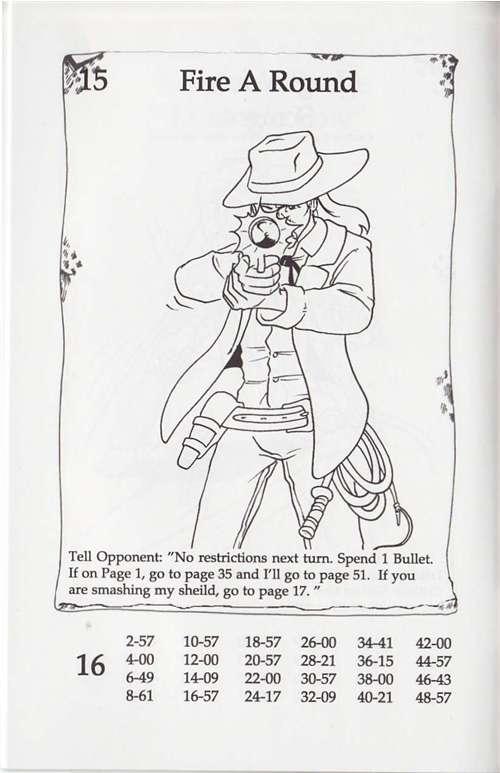 15 Fire A Round
Tell Opponent: "No restrictions next turn. Spend 1 Bullet.
If on Page 1, go to page 35 and I'll go to page 51. If you
are smashing my sheild, go to page 17. "
2-57 10-57 18-57 26-00 34-41 42-00
16 4-00 12-00 20-57 28-21 36-15 44-57
6-49 14-09 22-00 30-57 38-00 46-43
8-61 16-57 24-17 32-09 40-21 48-57